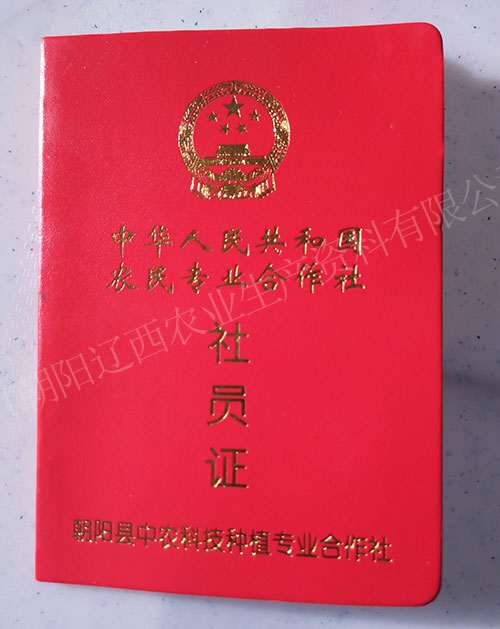 中华人民共和国
农民专业合作社
社
员
证
朝阳县中农科技种植专业合作社
朝阳辽西农业生产资料有限公